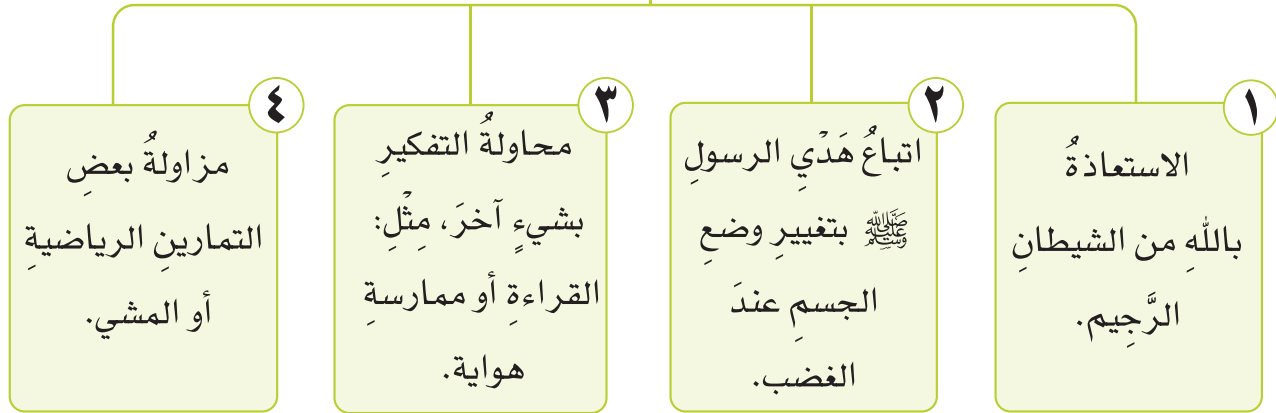 ١
الاستعاذةُ
باللهِ من الشيطانِ
الرَّجِيم.
٢
اتباعُ هَدْيِ الرسولِ
ﷺ بتغييرِ وضعِ
الجسمِ عندَ
الغضب.
٣
محاولةُ التفكيرِ
بشيءٍ آخرَ، مِثْلِ:
القراءةِ أو ممارسةِ
هواية.
٤
مزاولةُ بعضِ
التمارينِ الرياضيةِ
أو المشي.